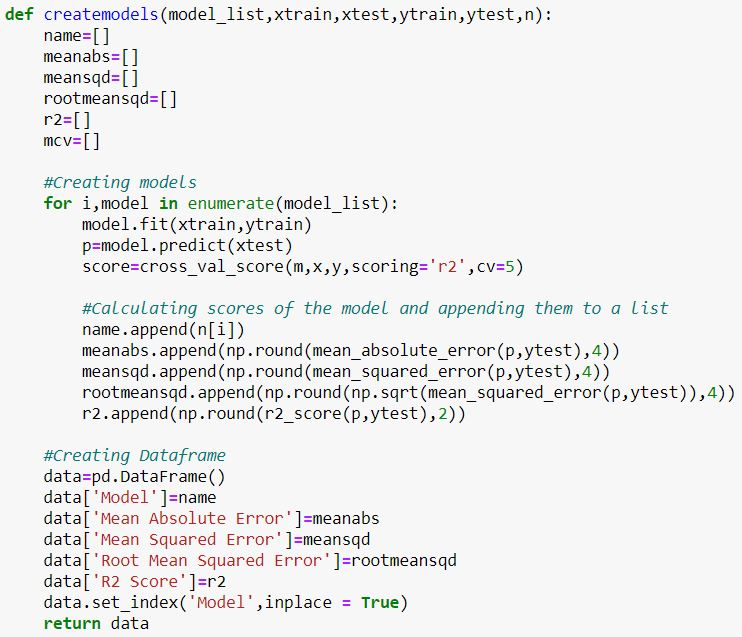 def createmodels(model_list,xtrain,xtest,ytrain,ytest,n):
    name=[]
    meanabs=[]
    meansqd=[]
    rootmeansqd=[]
    r2=[]
    mcv=[]
    #Creating models
    for i,model in enumerate(model_list):
        model.fit(xtrain,ytrain)
        p=model.predict(xtest)
        score=cross_val_score(m,x,y,scoring='r2',cv=5)
        #Calculating scores of the model and appending them to a list
        name.append(n[i])
        meanabs.append(np.round(mean_absolute_error(p,ytest),4))
        meansqd.append(np.round(mean_squared_error(p,ytest),4))
        rootmeansqd.append(np.round(np.sqrt(mean_squared_error(p,ytest)),4))
        r2.append(np.round(r2_score(p,ytest),2))
    #Creating Dataframe
    data=pd.DataFrame()
    data['Model']=name
    data['Mean Absolute Error']=meanabs
    data['Mean Squared Error']=meansqd
    data['Root Mean Squared Error']=rootmeansqd
    data['R2 Score']=r2
    data.set_index('Model',inplace = True)
    return data